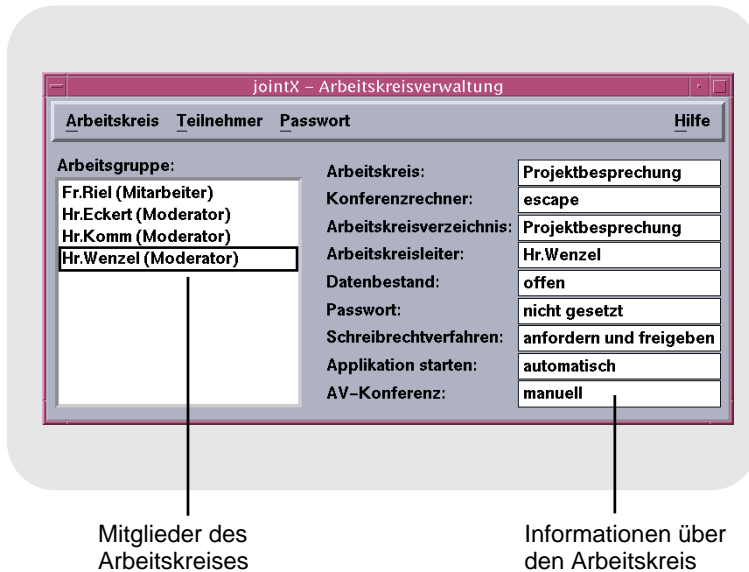 jointX – Arbeitskreisverwaltung
Arbeitskreis Teilnehmer Passwort Hilfe
Arbeitsgruppe:
Fr.Riel (Mitarbeiter)
Hr.Eckert (Moderator)
Hr.Komm (Moderator)
Hr.Wenzel (Moderator)
Arbeitskreis: Projektbesprechung
Konferenzrechner: escape
Arbeitskreisverzeichnis: Projektbesprechung
Arbeitskreisleiter: Hr.Wenzel
Datenbestand: offen
Passwort: nicht gesetzt
Schreibrechtverfahren: anfordern und freigeben
Applikation starten: automatisch
AV–Konferenz: manuell
Mitglieder des
Arbeitskreises
Informationen über
den Arbeitskreis